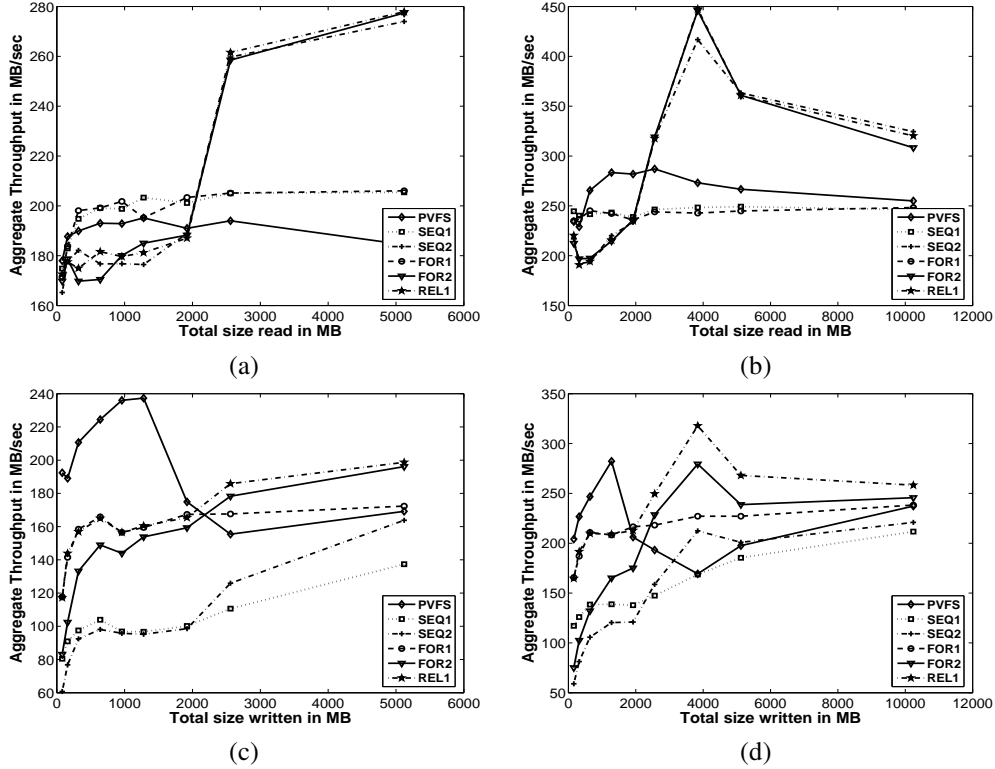 280
260
240
220
200
180
160
0
1000
2000
3000
4000
5000
6000
Aggregate Throughput in MB/sec
Total size read in MB
PVFS
SEQ1
SEQ2
FOR1
FOR2
REL1
(a)
450
400
350
300
250
200
150
0
2000
4000
6000
8000
10000
12000
Aggregate Throughput in MB/sec
Total size read in MB
PVFS
SEQ1
SEQ2
FOR1
FOR2
REL1
(b)
240
220
200
180
160
140
120
100
80
60
0
1000
2000
3000
4000
5000
6000
Aggregate Throughput in MB/sec
Total size written in MB
PVFS
SEQ1
SEQ2
FOR1
FOR2
REL1
(c)
350
300
250
200
150
100
50
0
2000
4000
6000
8000
10000
12000
Aggregate Throughput in MB/sec
Total size written in MB
PVFS
SEQ1
SEQ2
FOR1
FOR2
REL1
(d)